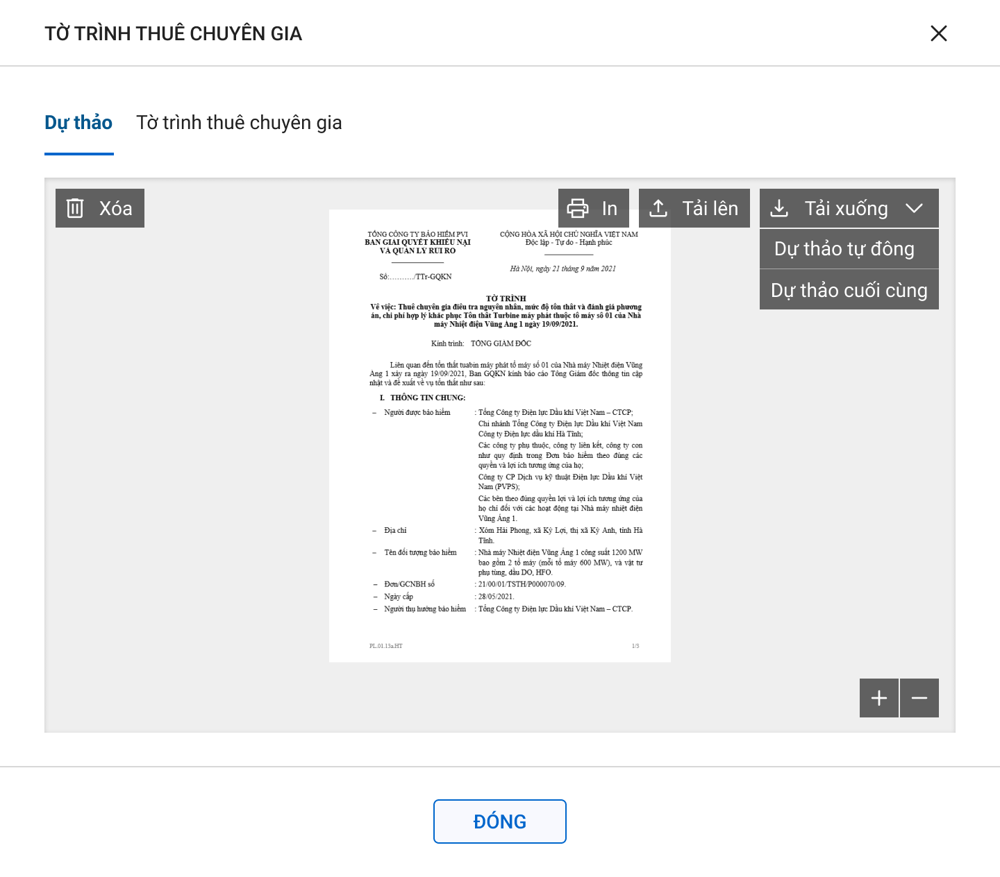 TỜ TRÌNH THUÊ CHUYÊN GIA
Dự thảo
Tờ trình thuê chuyên gia
Xóa
In
Tải lên
Tải xuống
Dự thảo tự đông
Dự thảo cuối cùng
TỔNG CÔNG TY BẢO HIỂM PVI
BAN GIẢI QUYẾT KHIẾU NẠI
VÀ QUẢN LÝ RỦI RO
Số:………./TTr-GQKN
CỘNG HÒA XÃ HỘI CHỦ NGHĨA VIỆT NAM
Độc lập - Tự do - Hạnh phúc
Hà Nội, ngày 21 tháng 9 năm 2021
TỜ TRÌNH
Về việc: Thuê chuyên gia điều tra nguyên nhân, mức độ tổn thất và đánh giá phương
án, chi phí hợp lý khắc phục Tổn thất Turbine máy phát thuộc tổ máy số 01 của Nhà
máy Nhiệt điện Vũng Áng 1 ngày 19/09/2021.
Kính trình: TỔNG GIÁM ĐỐC
Liên quan đến tổn thất tuabin máy phát tổ máy số 01 của Nhà máy Nhiệt điện Vũng
Áng 1 xảy ra ngày 19/09/2021, Ban GQKN kính báo cáo Tổng Giám đốc thông tin cập
nhật và đề xuất về vụ tổn thất như sau:
I. THÔNG TIN CHUNG:
– Người được bảo hiểm : Tổng Công ty Điện lực Dầu khí Việt Nam – CTCP;
Chi nhánh Tổng Công ty Điện lực Dầu khí Việt Nam
Công ty Điện lực dầu khí Hà Tĩnh;
Các công ty phụ thuộc, công ty liên kết, công ty con
như quy định trong Đơn bảo hiểm theo đúng các
quyền và lợi ích tương ứng của họ;
Công ty CP Dịch vụ kỹ thuật Điện lực Dầu khí Việt
Nam (PVPS);
Các bên theo đúng quyền lợi và lợi ích tương ứng của
họ chỉ đối với các hoạt động tại Nhà máy nhiệt điện
Vũng Áng 1.
– Địa chỉ : Xóm Hải Phong, xã Kỳ Lợi, thị xã Kỳ Anh, tỉnh Hà
Tĩnh.
– Tên đối tượng bảo hiểm : Nhà máy Nhiệt điện Vũng Áng 1 công suất 1200 MW
bao gồm 2 tổ máy (mỗi tổ máy 600 MW), và vật tư
phụ tùng, dầu DO, HFO.
– Đơn/GCNBH số : 21/00/01/TSTH/P000070/09.
– Ngày cấp : 28/05/2021.
– Người thụ hưởng bảo hiểm : Tổng Công ty Điện lực Dầu khí Việt Nam – CTCP.
PL.01.13a.HT 1/3
ĐÓNG